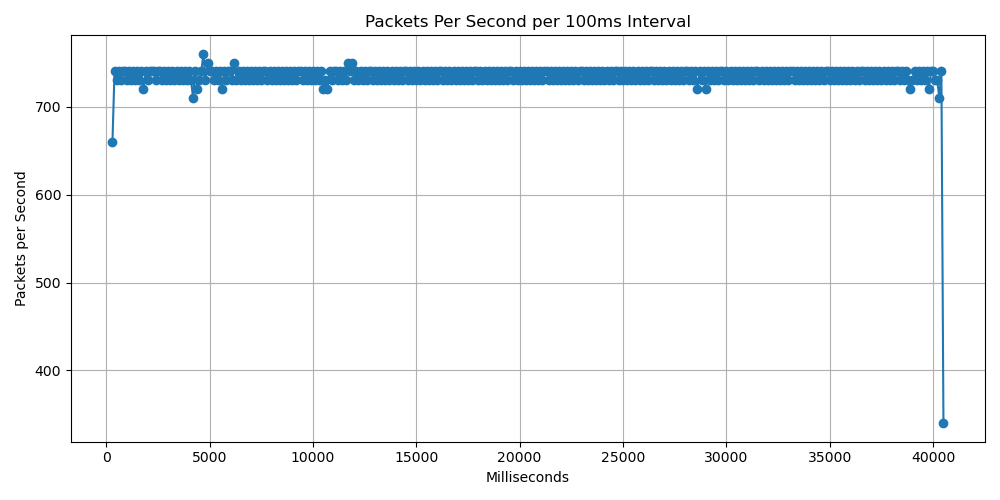 Packets Per Second per 100ms Interval
Packets per Second
700
600
500
400
0 5000 10000 15000 20000 25000 30000 35000 40000
Milliseconds